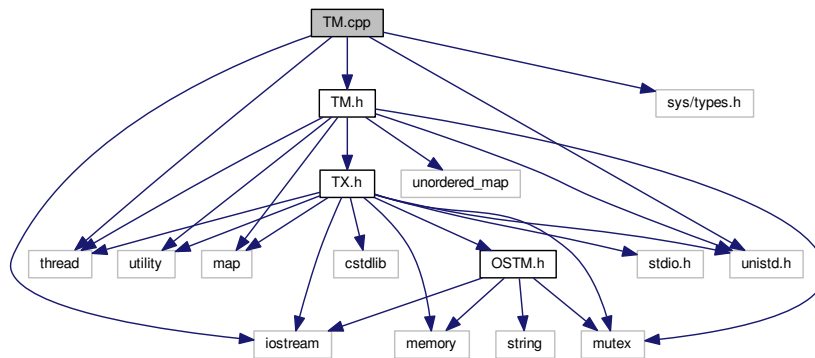 TM.cpp
TM.h
sys/types.h
TX.h
unordered_map
thread
utility
map
cstdlib
OSTM.h
stdio.h
unistd.h
iostream
memory
string
mutex